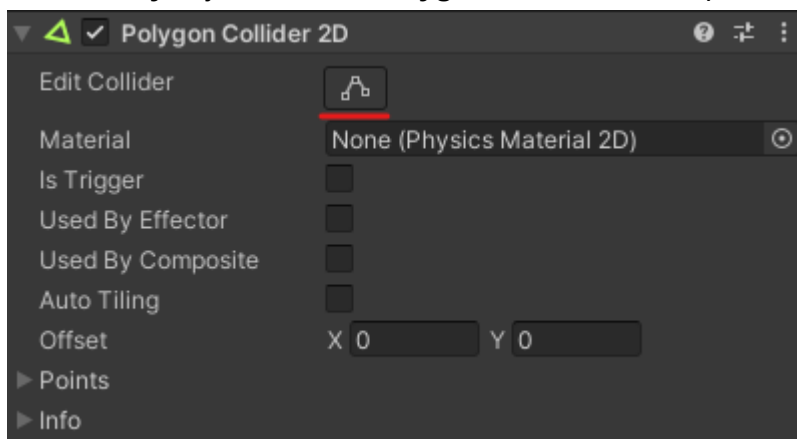 Polygon Collider 2D
Edit Collider
Material None (Physics Material 2D)
Is Trigger
Used By Effector
Used By Composite
Auto Tiling
Offset X 0 Y 0
Points
Info